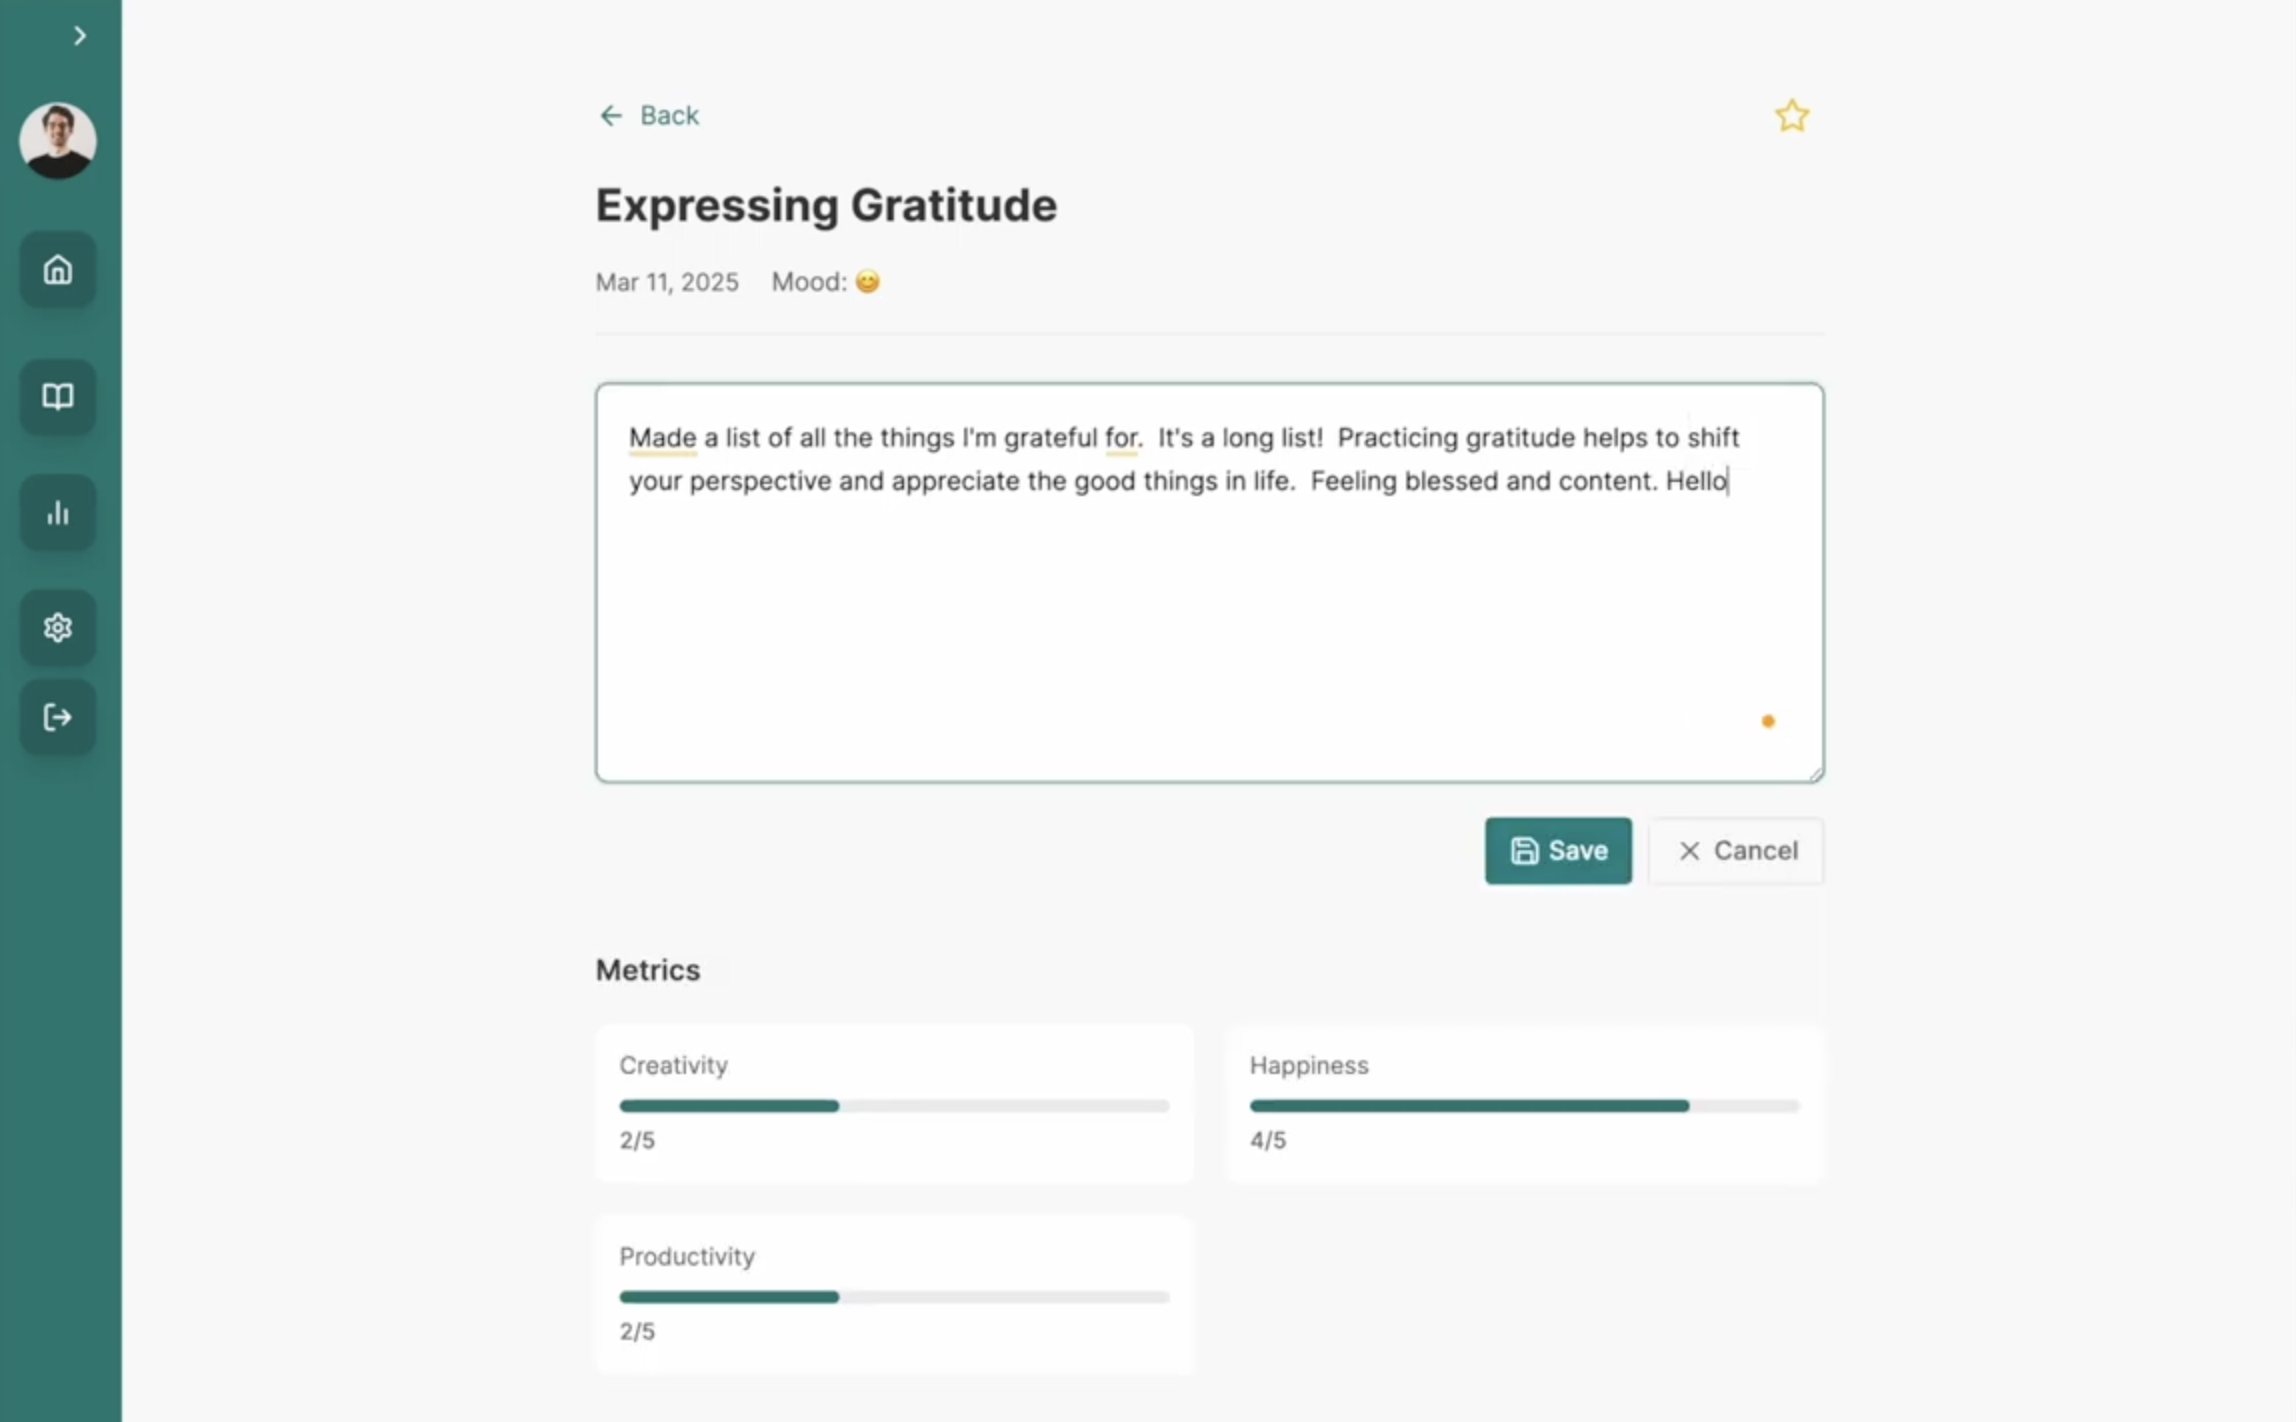 Back
Expressing Gratitude
Mar 11, 2025 Mood: 😊
Made a list of all the things I'm grateful for.  It's a long list!  Practicing gratitude helps to shift
your perspective and appreciate the good things in life.  Feeling blessed and content. Hello
Save
Cancel
Metrics
Creativity
2/5
Happiness
4/5
Productivity
2/5